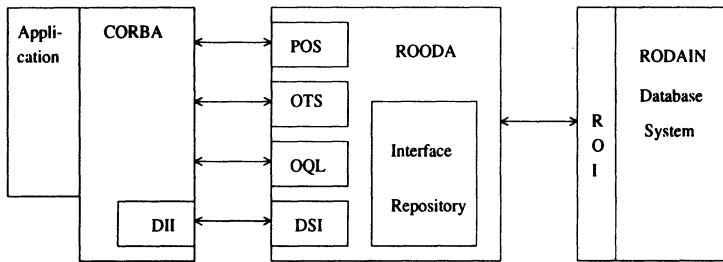 Appli-
cation
CORBA
DII
POS
OTS
OQL
DSI
ROODA
Interface
Repository
R
O
I
RODAIN
Database
System